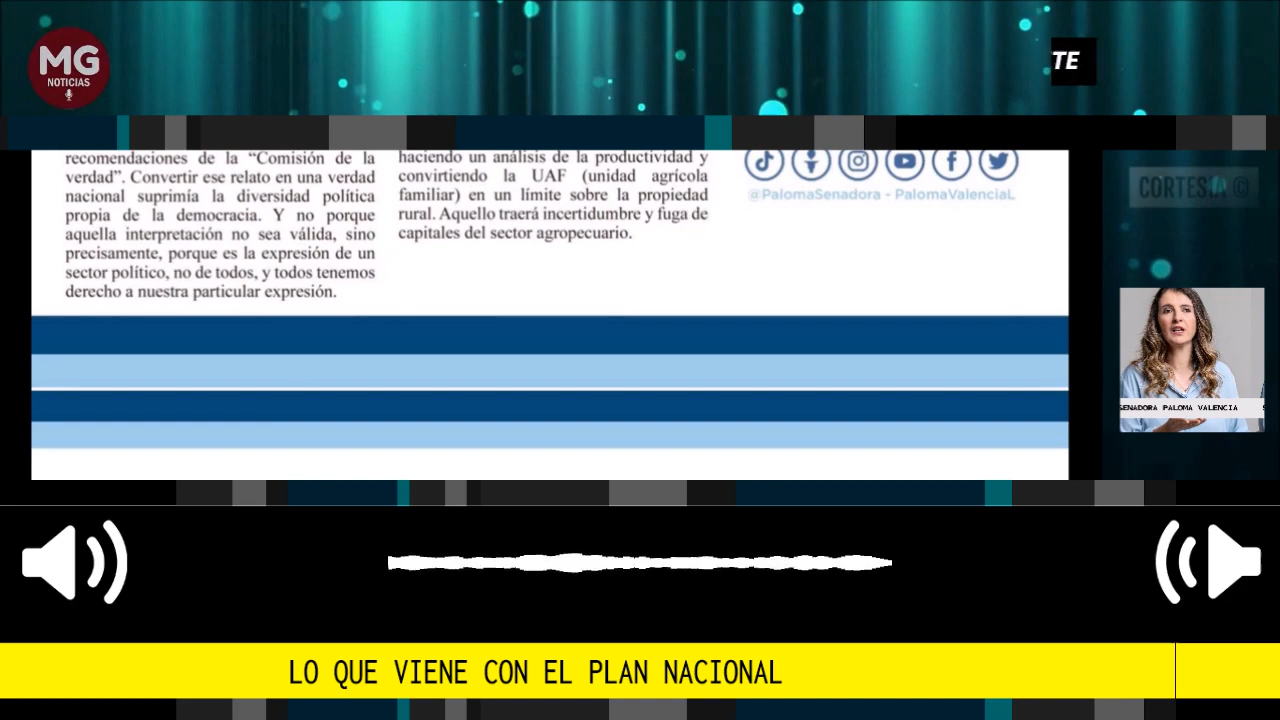 MG
NOTICIAS
TE
recomendaciones de la “Comisión de la
verdad”. Convertir ese relato en una verdad
nacional suprimía la diversidad política
propia de la democracia. Y no porque
aquella interpretación no sea válida, sino
precisamente, porque es la expresión de un
sector político, no de todos, y todos tenemos
derecho a nuestra particular expresión.
haciendo un análisis de la productividad y
convirtiendo la UAF (unidad agrícola
familiar) en un límite sobre la propiedad
rural. Aquello traerá incertidumbre y fuga de
capitales del sector agropecuario.
@PalomaSenadora - PalomaValenciaL
CORTESÍA ©
SENADORA PALOMA VALENCIA
LO QUE VIENE CON EL PLAN NACIONAL